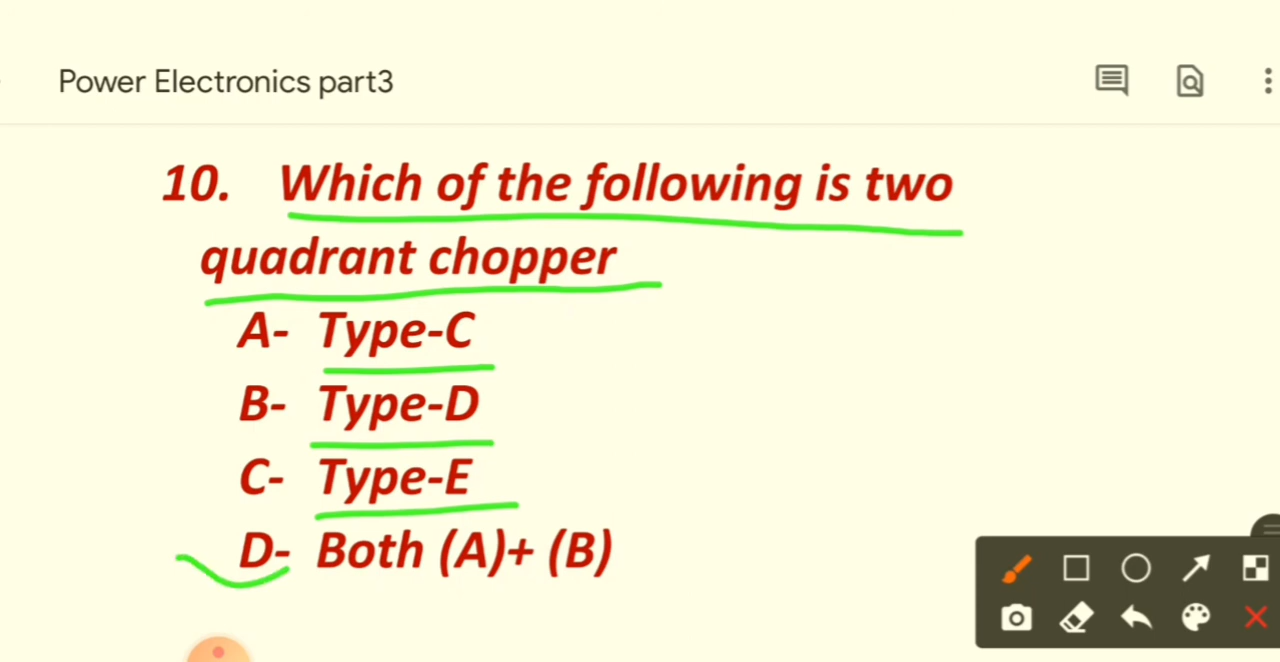 Power Electronics part3
10. Which of the following is two
quadrant chopper
A- Type-C
B- Type-D
C- Type-E
D- Both (A)+ (B)